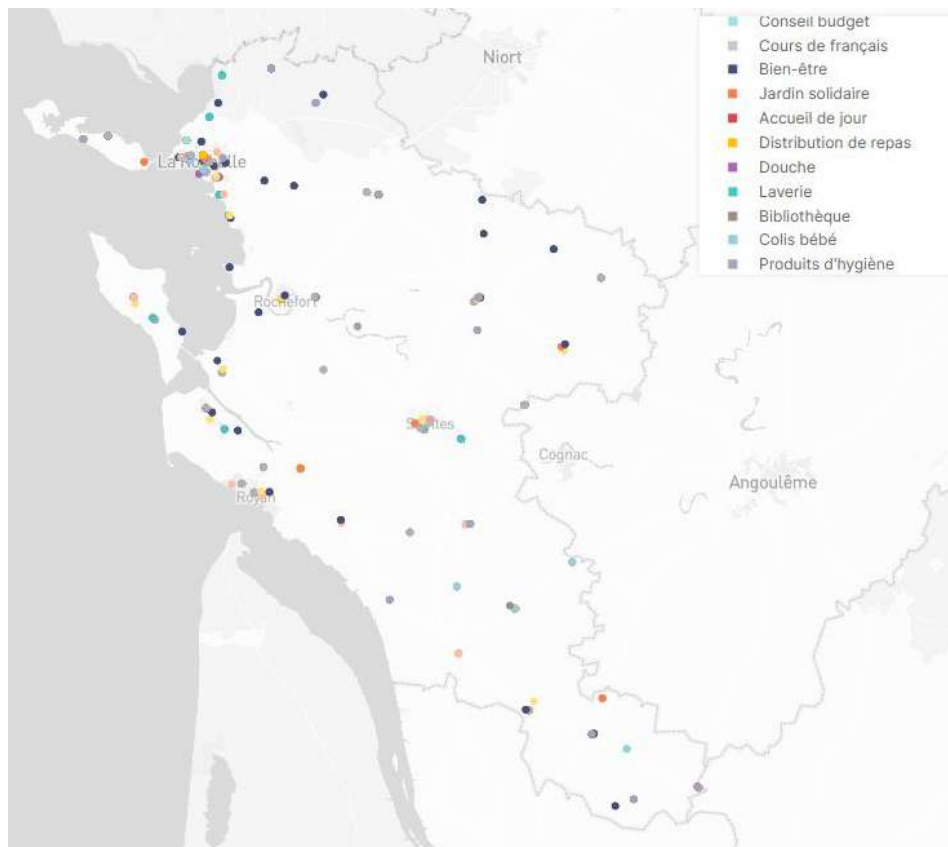 Conseil budget
Cours de français
Bien-être
Jardin solidaire
Accueil de jour
Distribution de repas
Douche
Laverie
Bibliothèque
Colis bébé
Produits d'hygiène
Niort
La Rochelle
Rochefort
Saintes
Cognac
Angoulême
Royan